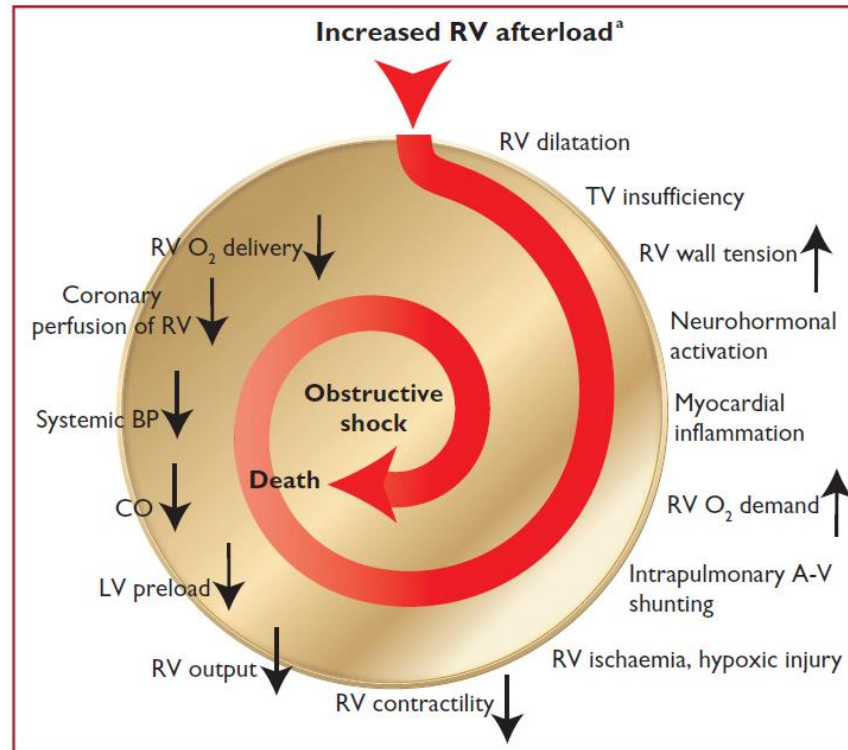 Increased RV afterloadᵃ
RV dilatation
TV insufficiency
RV wall tension
Neurohormonal
activation
Myocardial
inflammation
RV O₂ demand
Intrapulmonary A-V
shunting
RV ischaemia, hypoxic injury
RV contractility
RV output
LV preload
CO
Systemic BP
Coronary
perfusion of RV
RV O₂ delivery
Obstructive
shock
Death